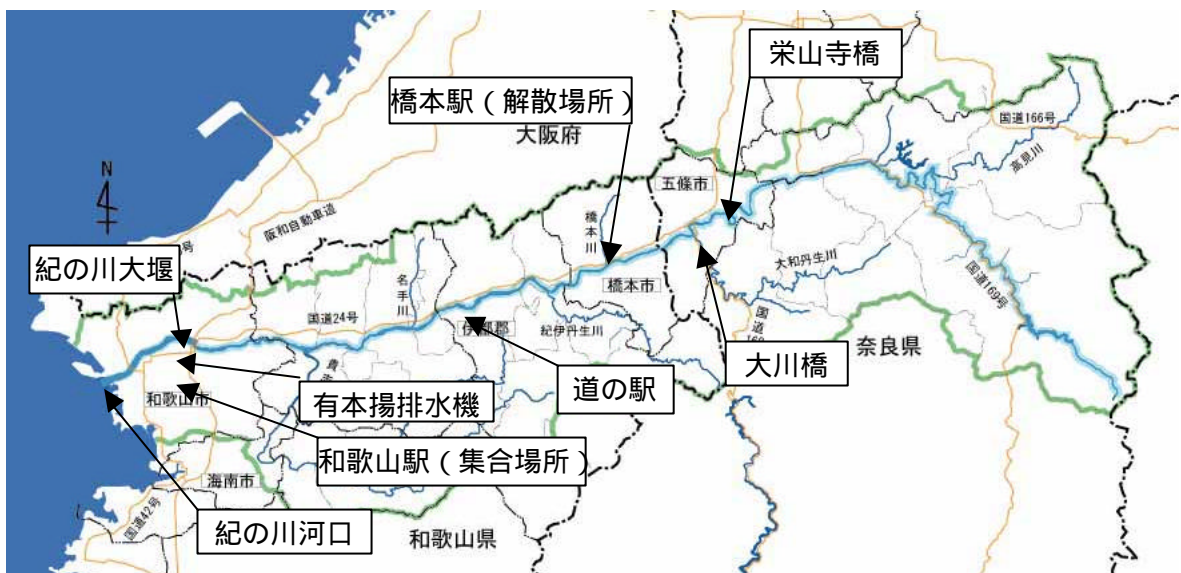 栄山寺橋
橋本駅（解散場所）
大阪府
国道166号
高見川
五條市
N
阪和自動車道
橋本川
紀の川大堰
号
名手川
大和丹生川
国道169号
橋本市
国道24号
伊都郡
紀伊丹生川
国道
奈良県
大川橋
道の駅
有本揚排水機
和歌山市
和歌山駅（集合場所）
海南市
国道42号
紀の川河口
和歌山県